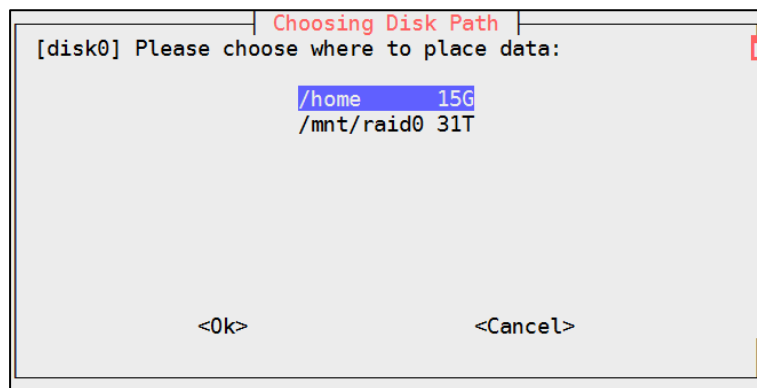 Choosing Disk Path
[disk0] Please choose where to place data:
/home 15G
/mnt/raid0 31T
<Ok> <Cancel>